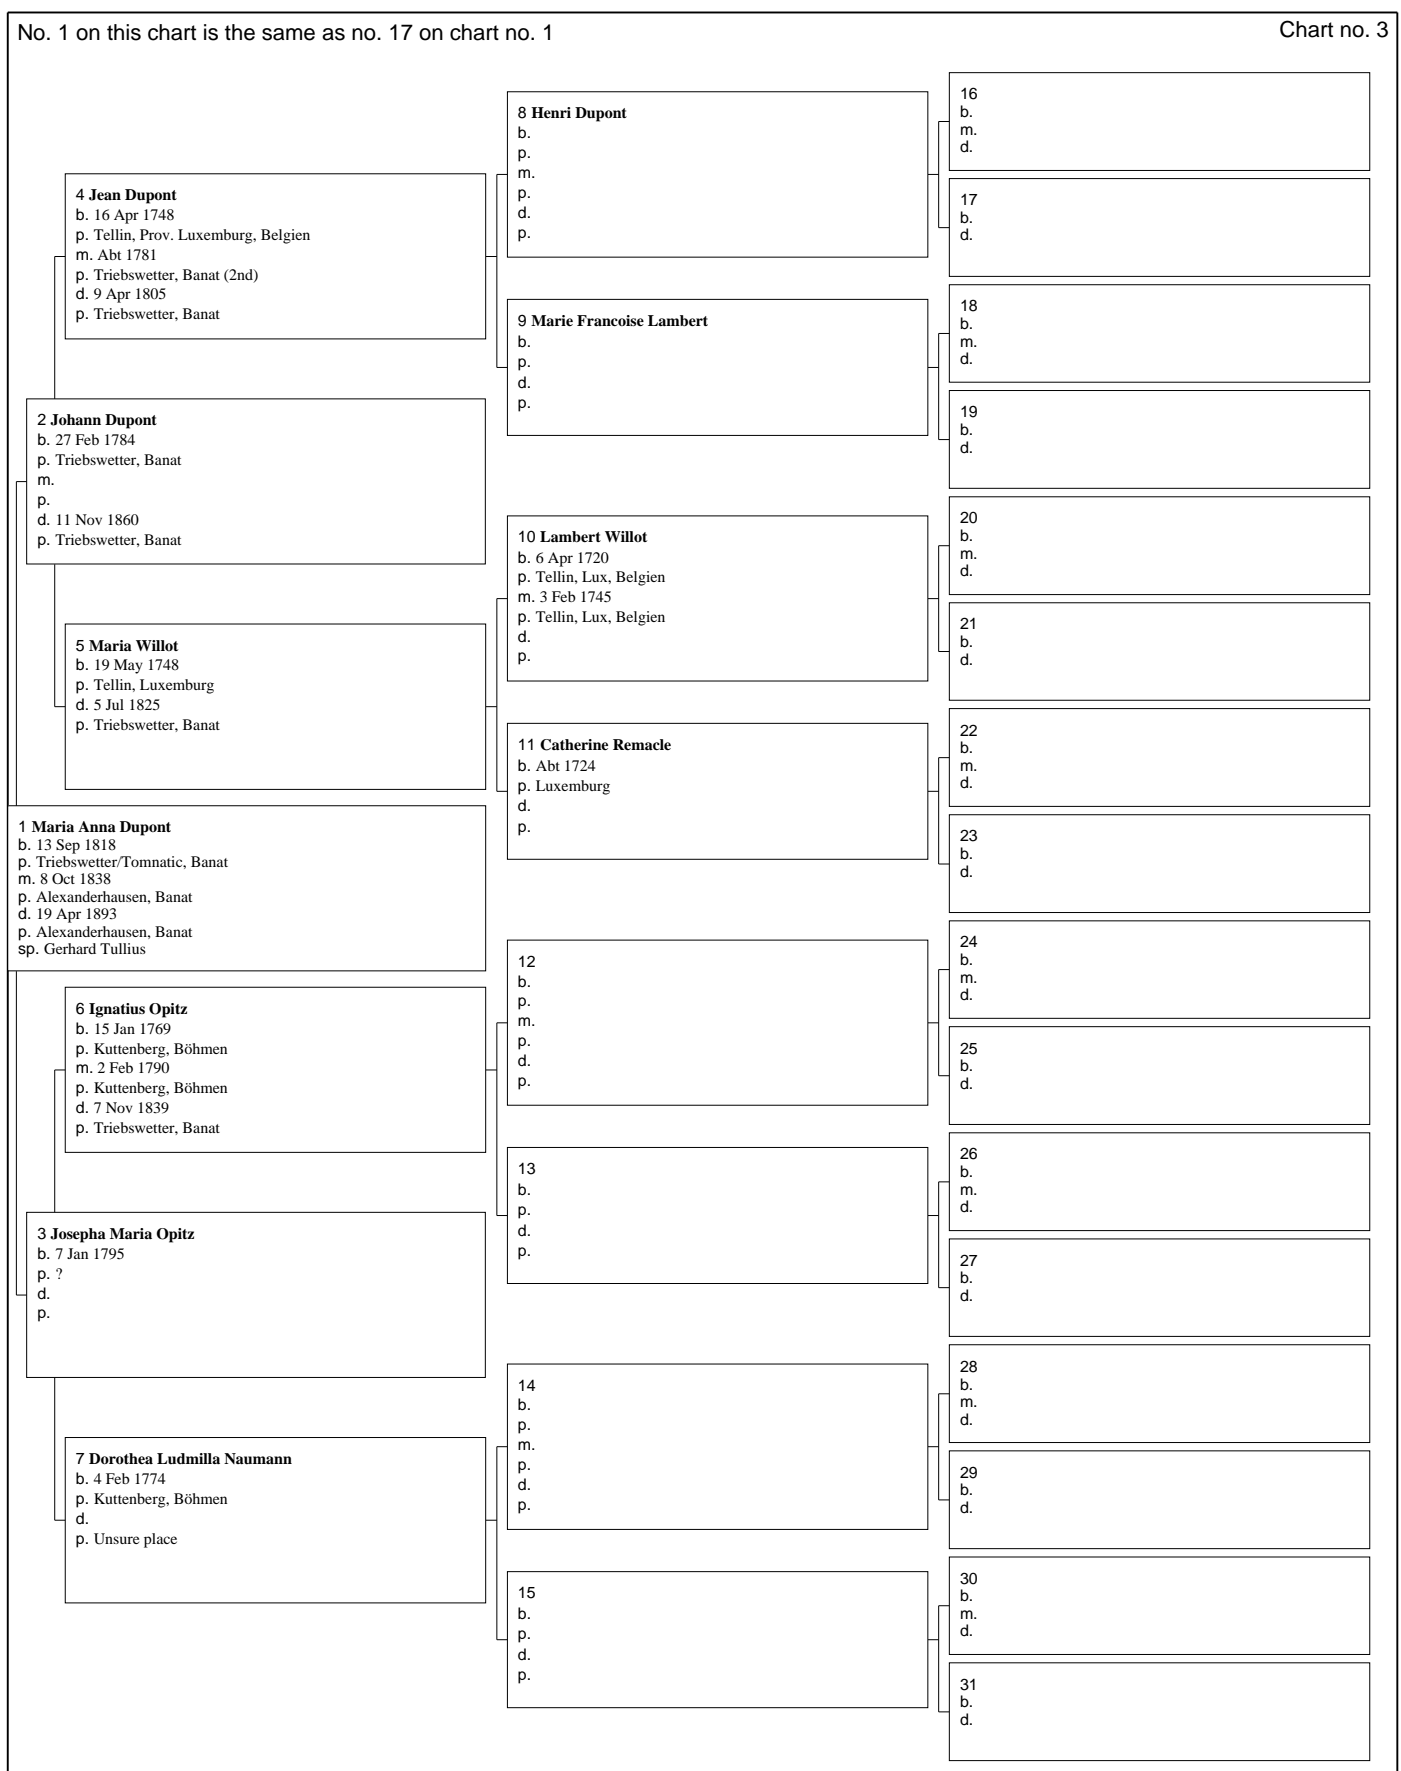 No. 1 on this chart is the same as no. 17 on chart no. 1
Chart no. 3
8 Henri Dupont
b.
p.
m.
p.
d.
p.
16
b.
m.
d.
17
b.
d.
4 Jean Dupont
b. 16 Apr 1748
p. Tellin, Prov. Luxemburg, Belgien
m. Abt 1781
p. Triebswetter, Banat (2nd)
d. 9 Apr 1805
p. Triebswetter, Banat
9 Marie Francoise Lambert
b.
p.
d.
p.
18
b.
m.
d.
19
b.
d.
2 Johann Dupont
b. 27 Feb 1784
p. Triebswetter, Banat
m.
p.
d. 11 Nov 1860
p. Triebswetter, Banat
10 Lambert Willot
b. 6 Apr 1720
p. Tellin, Lux, Belgien
m. 3 Feb 1745
p. Tellin, Lux, Belgien
d.
p.
20
b.
m.
d.
21
b.
d.
5 Maria Willot
b. 19 May 1748
p. Tellin, Luxemburg
d. 5 Jul 1825
p. Triebswetter, Banat
11 Catherine Remacle
b. Abt 1724
p. Luxemburg
d.
p.
22
b.
m.
d.
23
b.
d.
1 Maria Anna Dupont
b. 13 Sep 1818
p. Triebswetter/Tomnatic, Banat
m. 8 Oct 1838
p. Alexanderhausen, Banat
d. 19 Apr 1893
p. Alexanderhausen, Banat
sp. Gerhard Tullius
12
b.
p.
m.
p.
d.
p.
24
b.
m.
d.
25
b.
d.
6 Ignatius Opitz
b. 15 Jan 1769
p. Kuttenberg, Böhmen
m. 2 Feb 1790
p. Kuttenberg, Böhmen
d. 7 Nov 1839
p. Triebswetter, Banat
13
b.
p.
d.
p.
26
b.
m.
d.
27
b.
d.
3 Josepha Maria Opitz
b. 7 Jan 1795
p. ?
d.
p.
14
b.
p.
m.
p.
d.
p.
28
b.
m.
d.
29
b.
d.
7 Dorothea Ludmilla Naumann
b. 4 Feb 1774
p. Kuttenberg, Böhmen
d.
p. Unsure place
15
b.
p.
d.
p.
30
b.
m.
d.
31
b.
d.